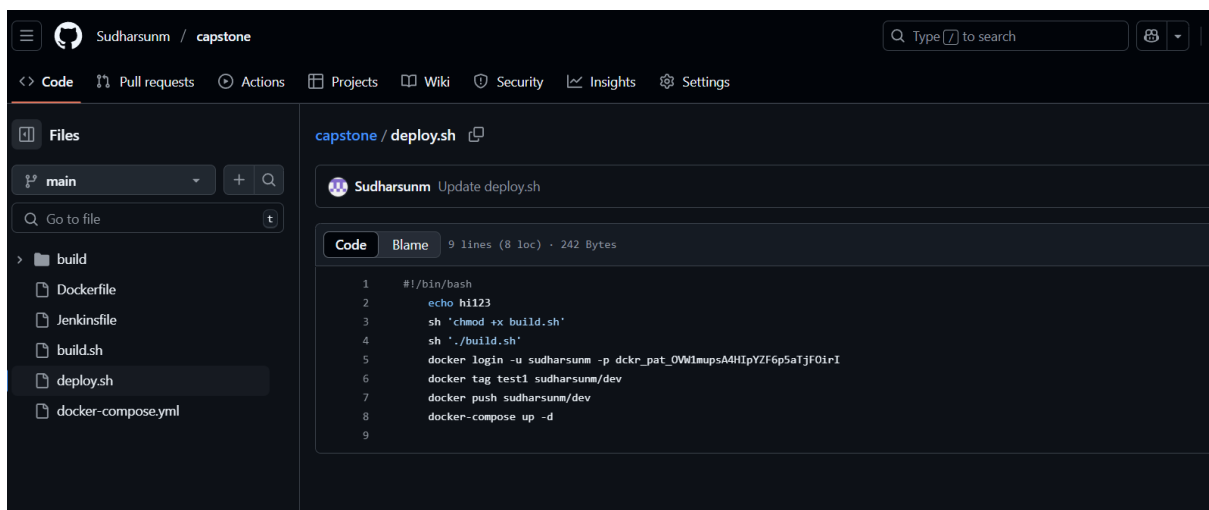 Sudharsunm / capstone
Type / to search
Code Pull requests Actions Projects Wiki Security Insights Settings
Files
main
Go to file t
build
Dockerfile
Jenkinsfile
build.sh
deploy.sh
docker-compose.yml
capstone / deploy.sh
Sudharsunm Update deploy.sh
Code Blame 9 lines (8 loc) · 242 Bytes
1 #!/bin/bash
2 echo hi123
3 sh 'chmod +x build.sh'
4 sh './build.sh'
5 docker login -u sudharsunm -p dckr_pat_OVW1mupsA4HIpYZF6p5aTjFOirI
6 docker tag test1 sudharsunm/dev
7 docker push sudharsunm/dev
8 docker-compose up -d
9